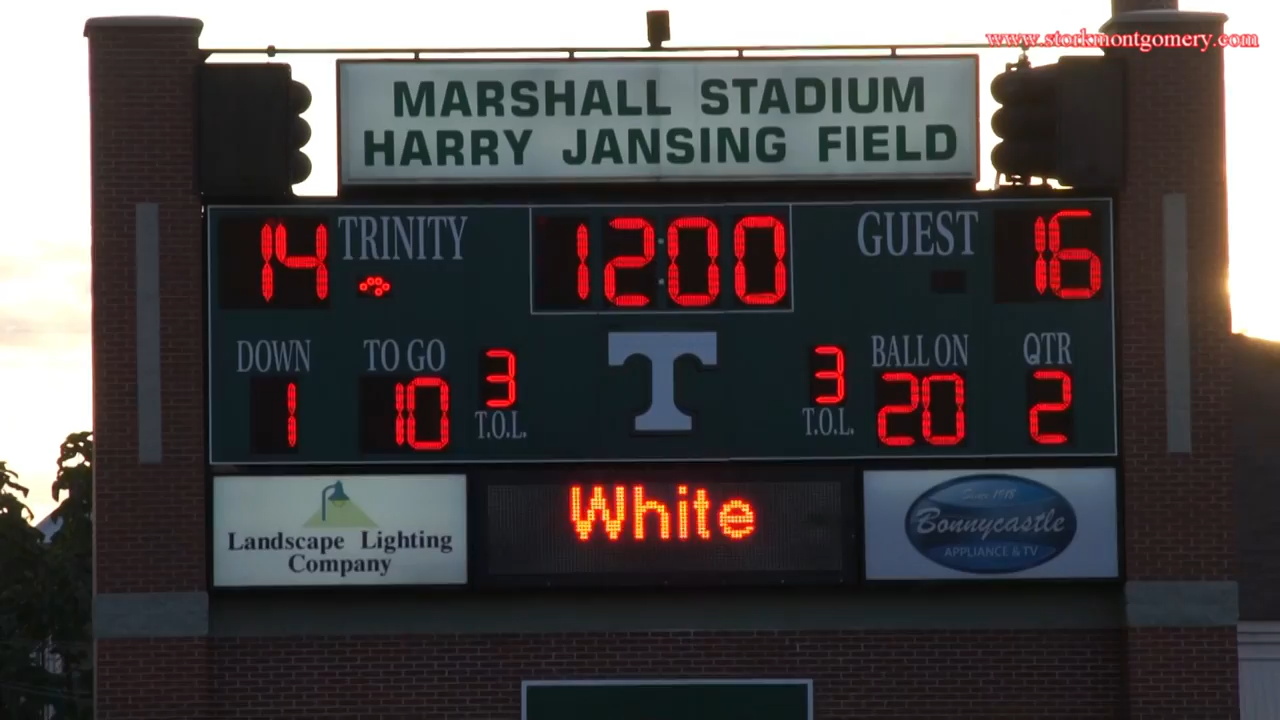 www.storkmontgomery.com
MARSHALL STADIUM
HARRY JANSING FIELD
14 TRINITY 12:00 GUEST 16
DOWN TO GO 3 3 BALL ON QTR
1 10 T.O.L. T T.O.L. 20 2
White
Landscape Lighting
Company
Since 1918
Bonnycastle
APPLIANCE & TV